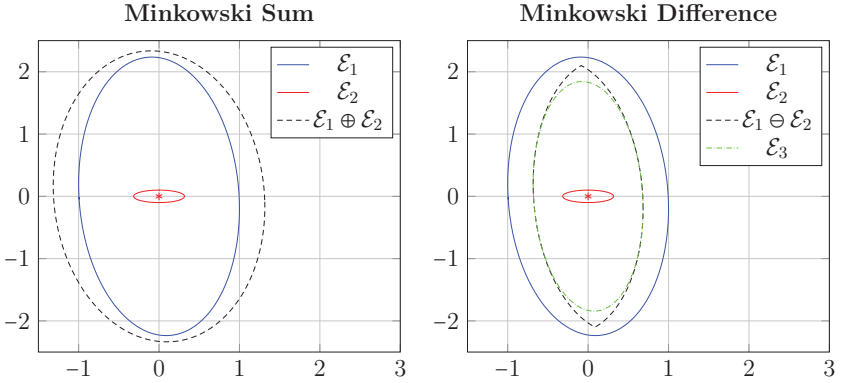 Minkowski Sum
2
1
0
−1
−2
−1
0
1
2
3
ℰ₁
ℰ₂
ℰ₁ ⊕ ℰ₂
Minkowski Difference
2
1
0
−1
−2
−1
0
1
2
3
ℰ₁
ℰ₂
ℰ₁ ⊖ ℰ₂
ℰ₃